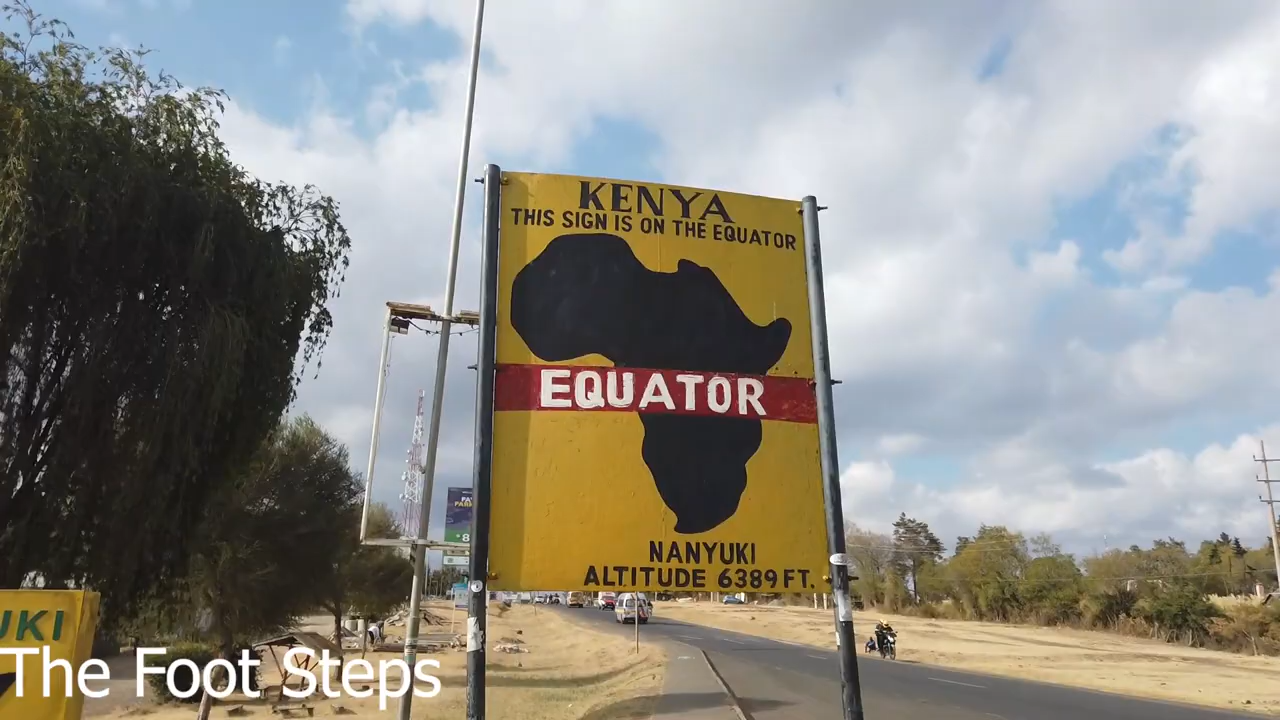 KENYA
THIS SIGN IS ON THE EQUATOR
EQUATOR
NANYUKI
ALTITUDE 6389 FT.
UKI
The Foot Steps